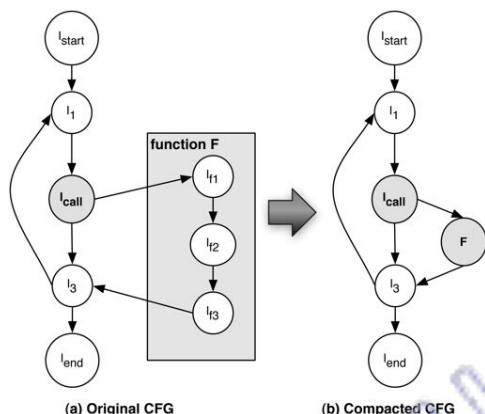 I_start
I_1
I_call
I_3
I_end
function F
I_f1
I_f2
I_f3
(a) Original CFG
I_start
I_1
I_call
F
I_3
I_end
(b) Compacted CFG